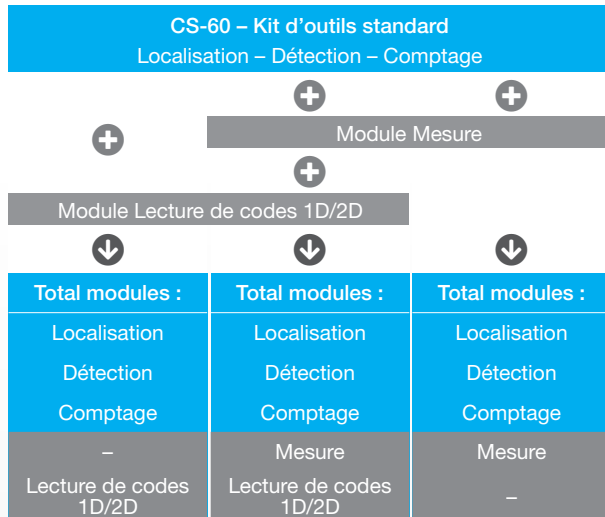 CS-60 – Kit d'outils standard
Localisation – Détection – Comptage
Module Mesure
Module Lecture de codes 1D/2D
Total modules : Total modules : Total modules :
Localisation Localisation Localisation
Détection Détection Détection
Comptage Comptage Comptage
– Mesure Mesure
Lecture de codes Lecture de codes –
1D/2D 1D/2D